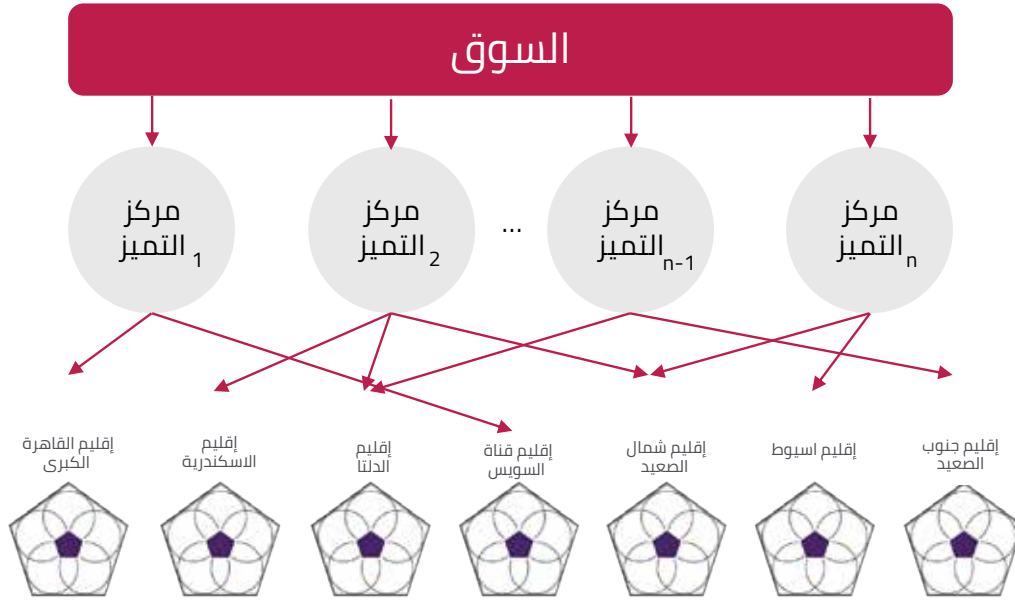 السوق
مركز
التميز 1
مركز
التميز 2
...
مركز
التميز n-1
مركز
التميز n
إقليم القاهرة
الكبرى
إقليم
الاسكندرية
إقليم
الدلتا
إقليم قناة
السويس
إقليم شمال
الصعيد
إقليم اسيوط
إقليم جنوب
الصعيد